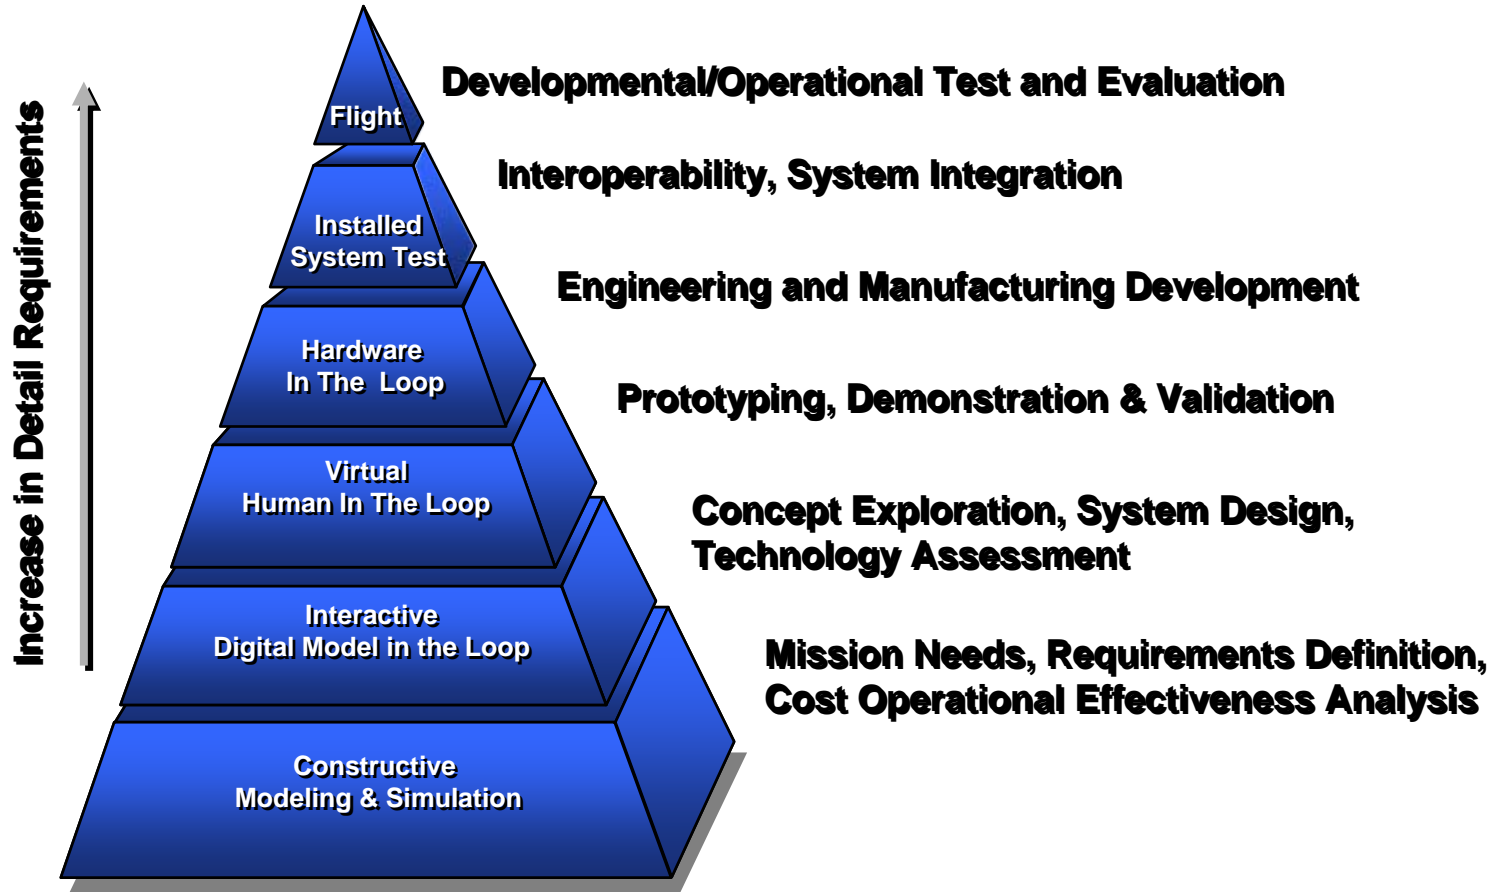 Increase in Detail Requirements
Flight
Developmental/Operational Test and Evaluation
Installed
System Test
Interoperability, System Integration
Hardware
In The Loop
Engineering and Manufacturing Development
Virtual
Human In The Loop
Prototyping, Demonstration & Validation
Interactive
Digital Model in the Loop
Concept Exploration, System Design,
Technology Assessment
Constructive
Modeling & Simulation
Mission Needs, Requirements Definition,
Cost Operational Effectiveness Analysis